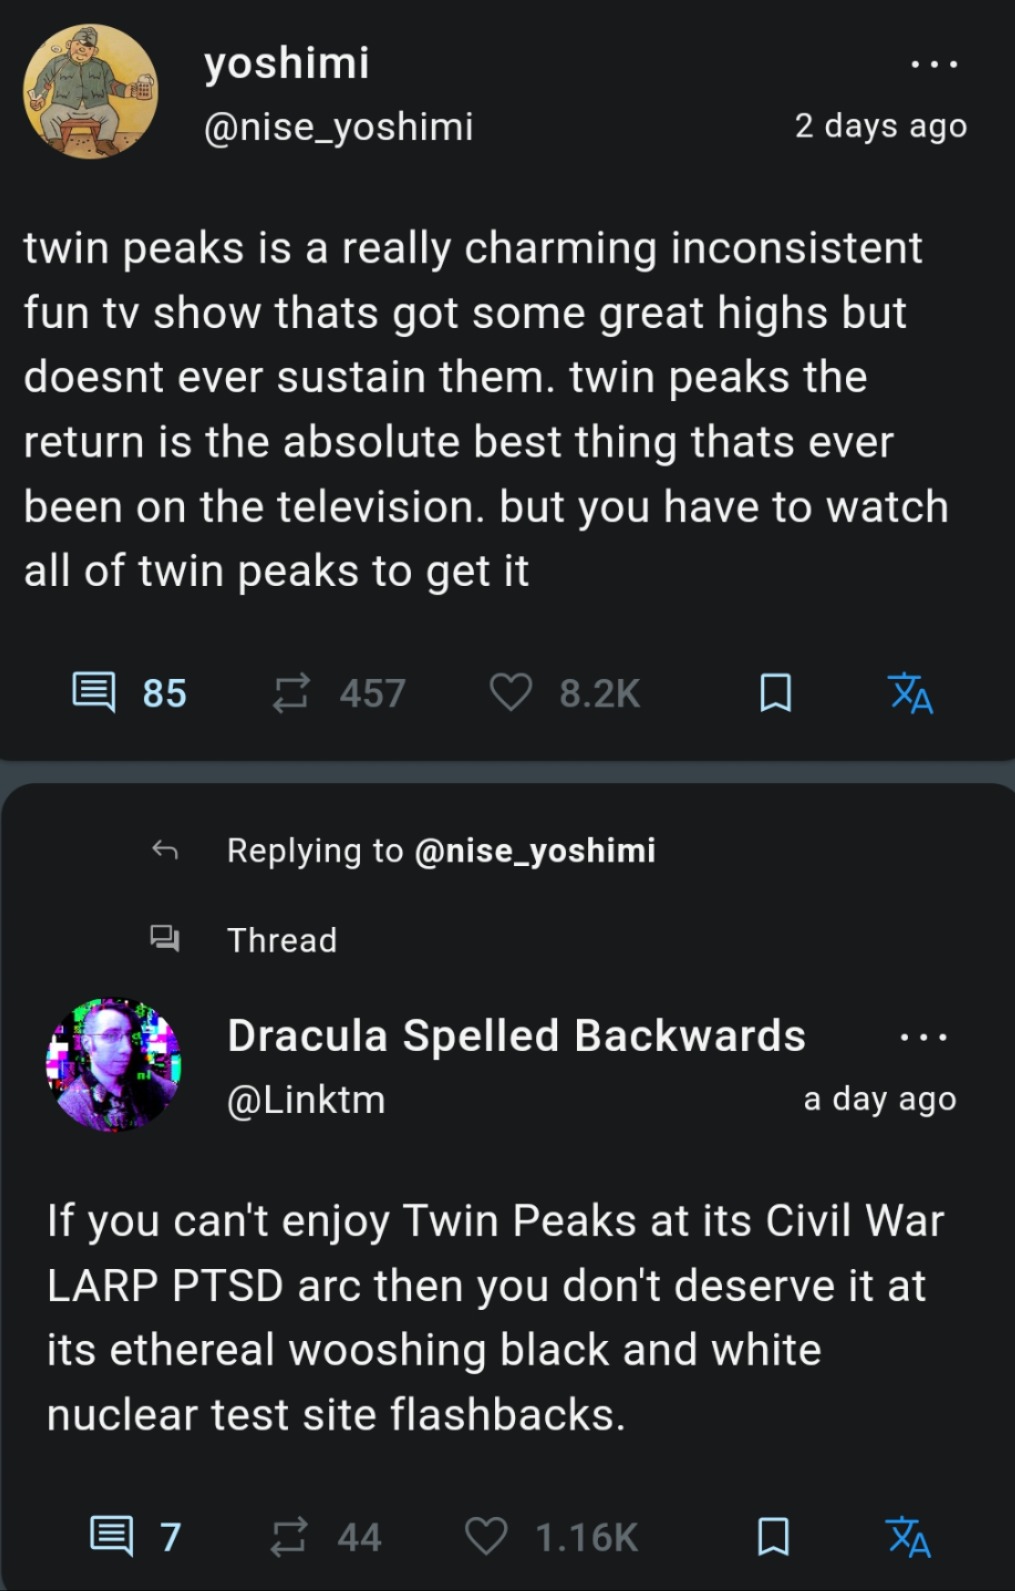 yoshimi
...
@nise_yoshimi
2 days ago
twin peaks is a really charming inconsistent
fun tv show thats got some great highs but
doesnt ever sustain them. twin peaks the
return is the absolute best thing thats ever
been on the television. but you have to watch
all of twin peaks to get it
85
457
8.2K
文A
Replying to @nise_yoshimi
Thread
Dracula Spelled Backwards
...
@Linktm
a day ago
If you can't enjoy Twin Peaks at its Civil War
LARP PTSD arc then you don't deserve it at
its ethereal wooshing black and white
nuclear test site flashbacks.
7
44
1.16K
文A